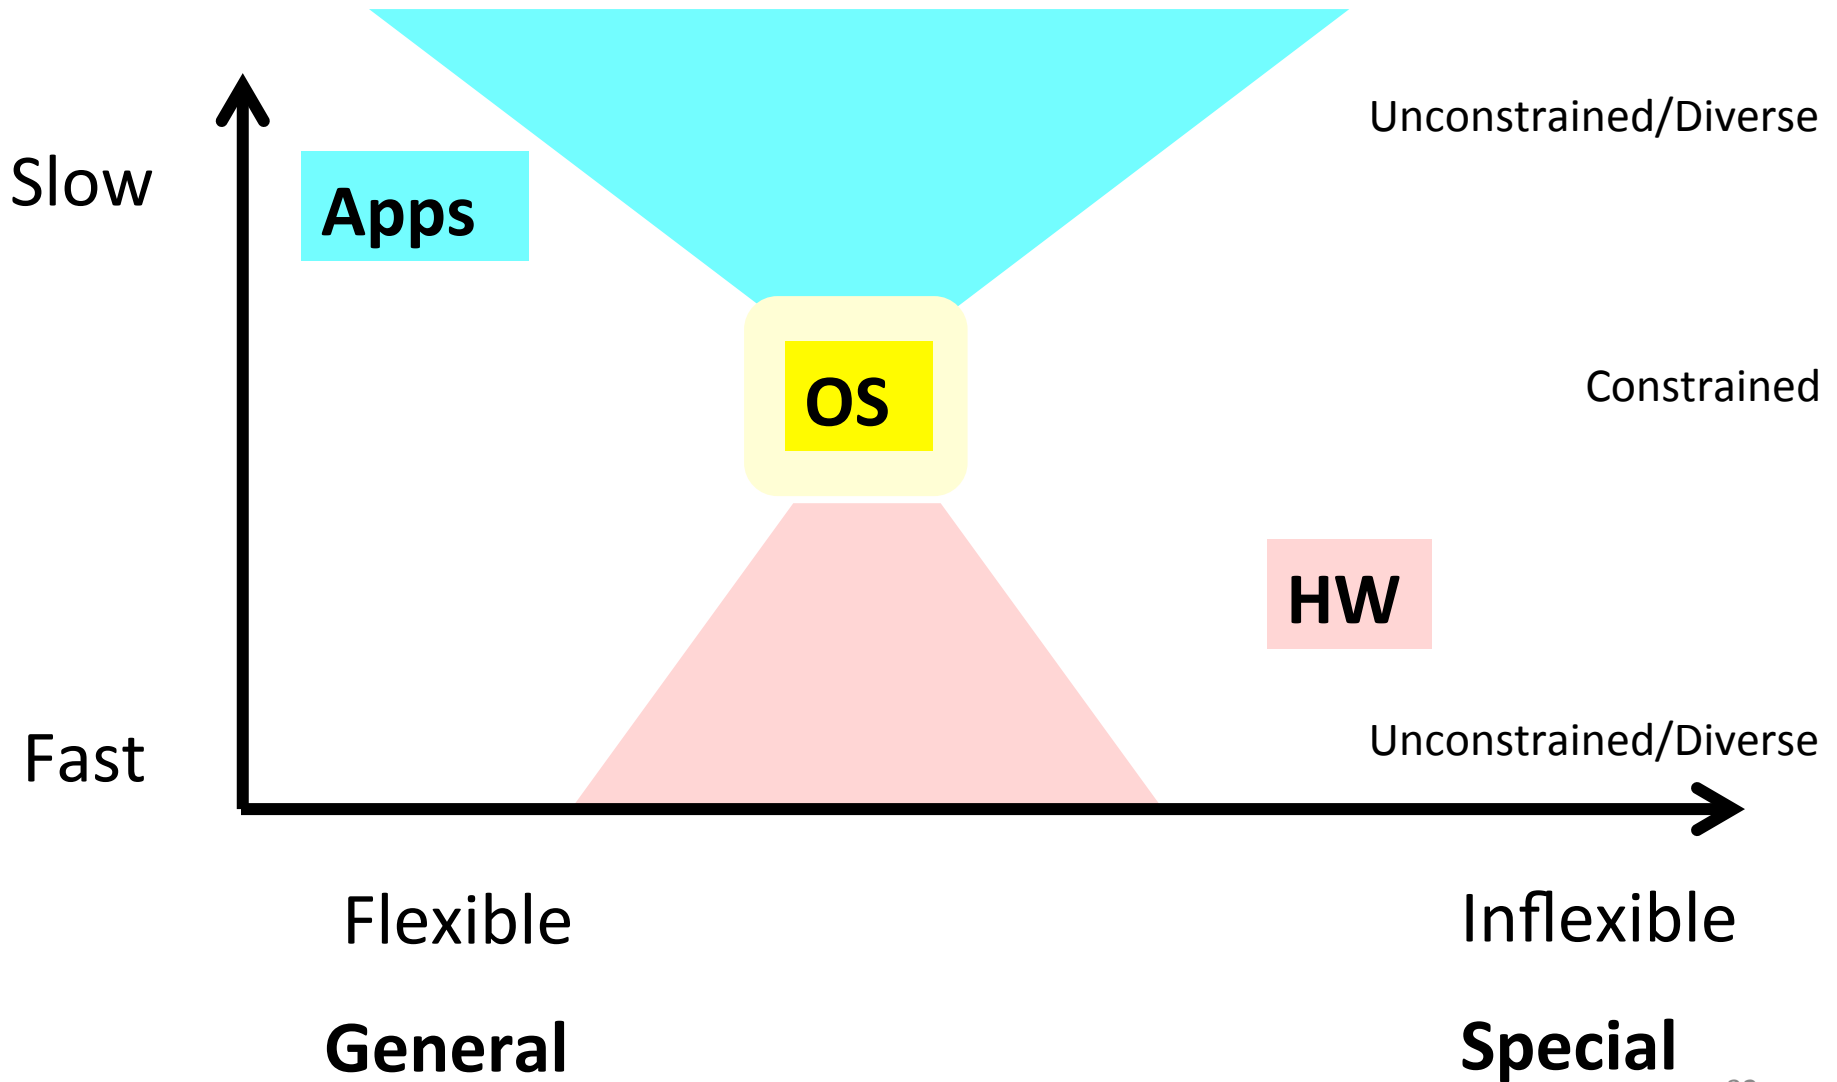 Unconstrained/Diverse
Slow
Apps
OS
Constrained
HW
Fast
Unconstrained/Diverse
Flexible
Inflexible
General
Special